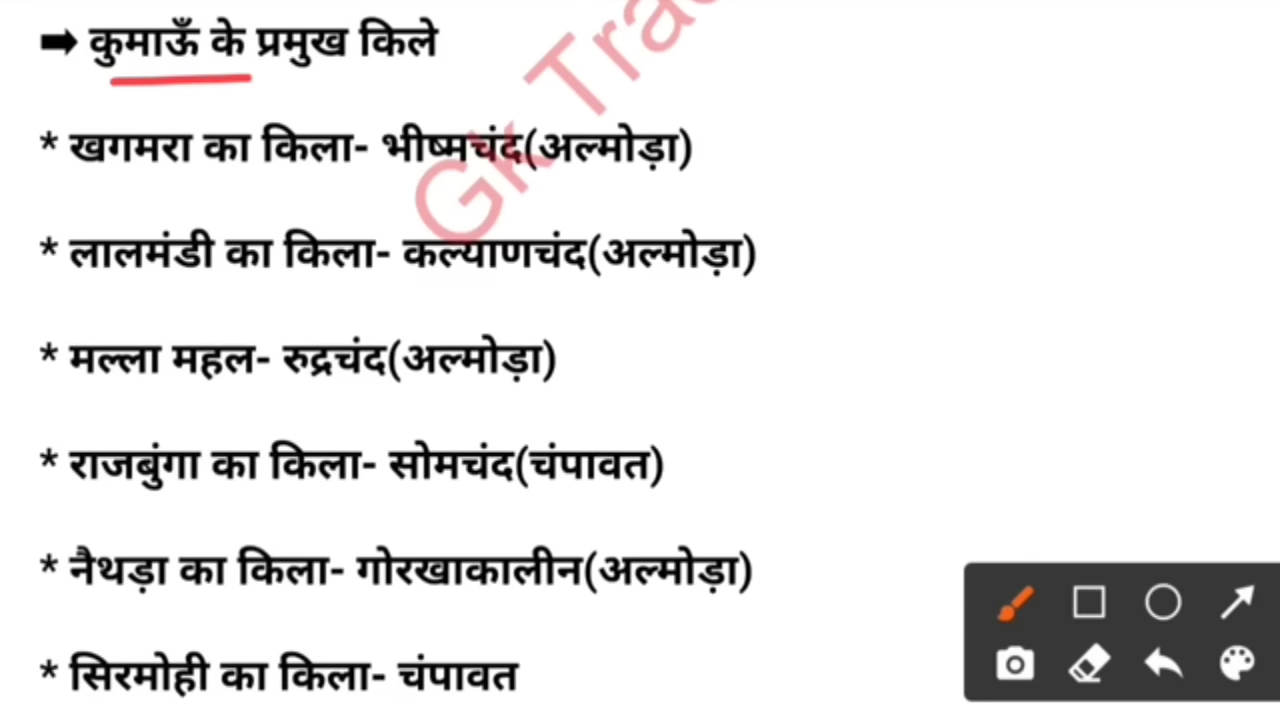 ➡ कुमाऊँ के प्रमुख किले
* खगमरा का किला- भीष्मचंद(अल्मोड़ा)
* लालमंडी का किला- कल्याणचंद(अल्मोड़ा)
* मल्ला महल- रुद्रचंद(अल्मोड़ा)
* राजबुंगा का किला- सोमचंद(चंपावत)
* नैथड़ा का किला- गोरखाकालीन(अल्मोड़ा)
* सिरमोही का किला- चंपावत
Gk